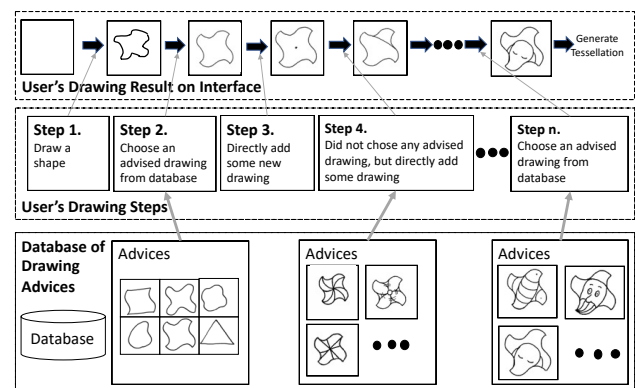 Generate
Tessellation
User's Drawing Result on Interface
Step 1.
Draw a
shape
Step 2.
Choose an
advised drawing
from database
Step 3.
Directly add
some new
drawing
Step 4.
Did not chose any advised
drawing, but directly add
some drawing
Step n.
Choose an advised
drawing from
database
User's Drawing Steps
Database of
Drawing
Advices
Database
Advices
Advices
Advices